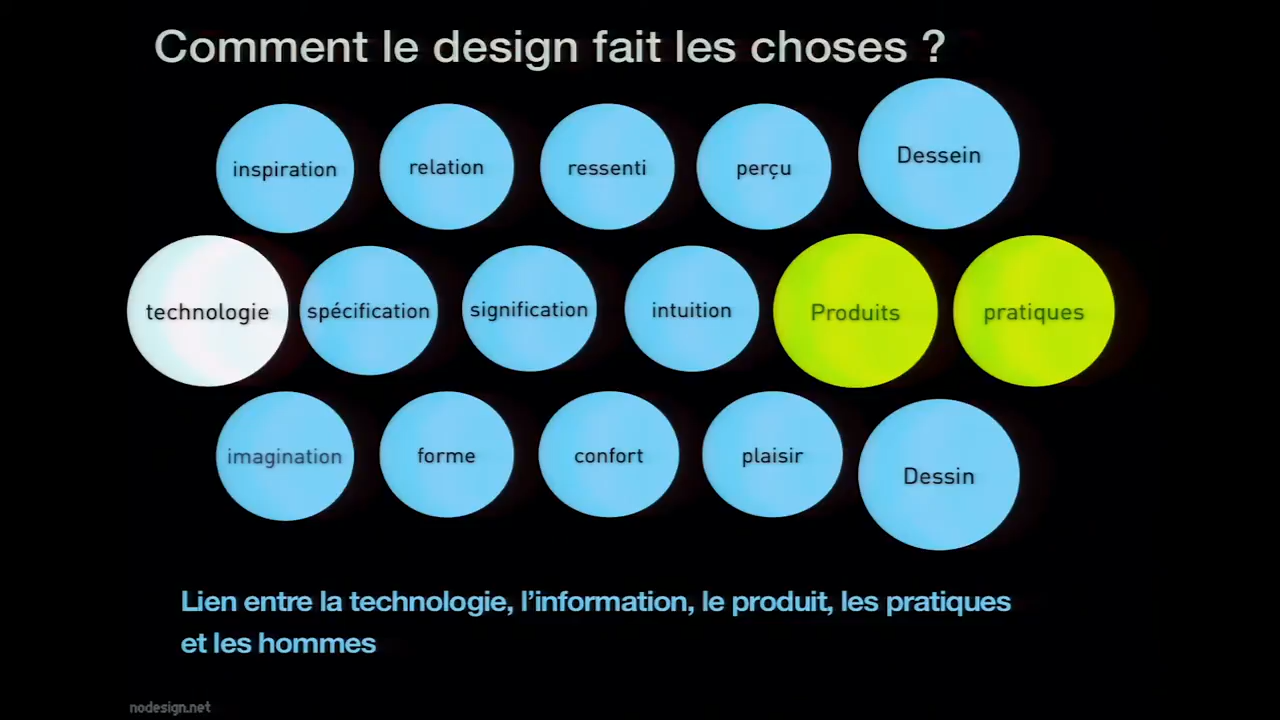 Comment le design fait les choses ?
inspiration relation ressenti perçu Dessein
technologie spécification signification intuition Produits pratiques
imagination forme confort plaisir Dessin
Lien entre la technologie, l’information, le produit, les pratiques
et les hommes
nodesign.net